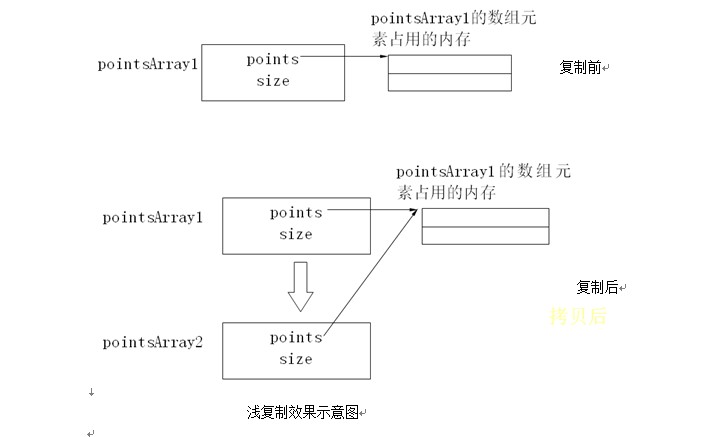 pointsArray1的数组元
素占用的内存
pointsArray1
points
size
复制前
pointsArray1的数组元
素占用的内存
pointsArray1
points
size
复制后
拷贝后
pointsArray2
points
size
浅复制效果示意图